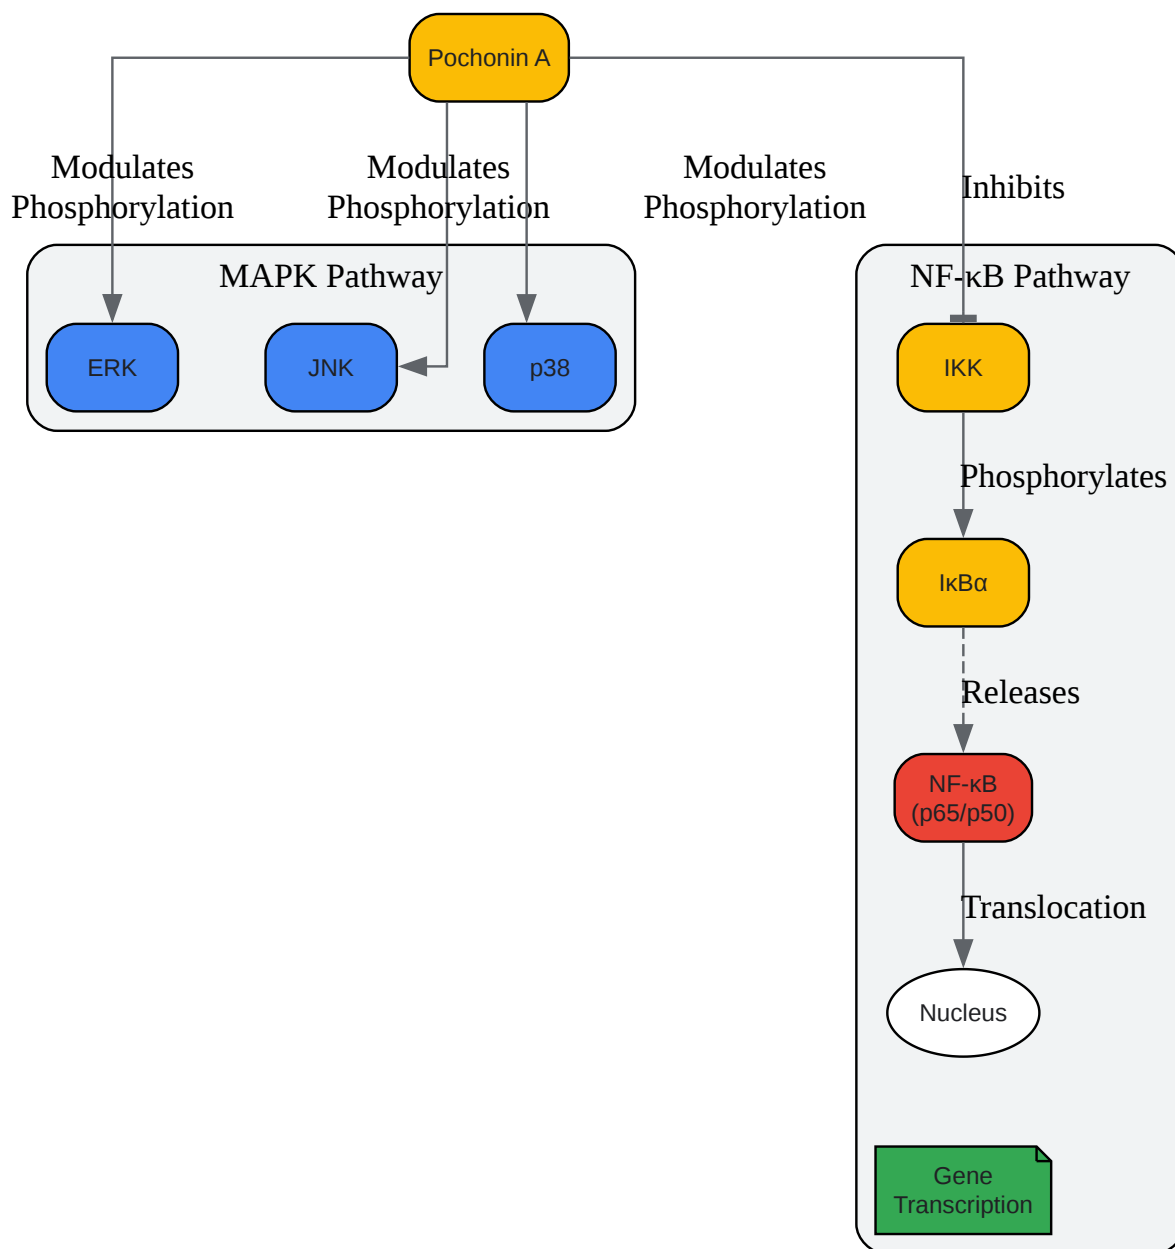 Pochonin A
Modulates
Phosphorylation
Modulates
Phosphorylation
Modulates
Phosphorylation
Inhibits
MAPK Pathway
NF-κB Pathway
ERK
JNK
p38
IKK
Phosphorylates
IκBα
Releases
NF-κB
(p65/p50)
Translocation
Nucleus
Gene
Transcription